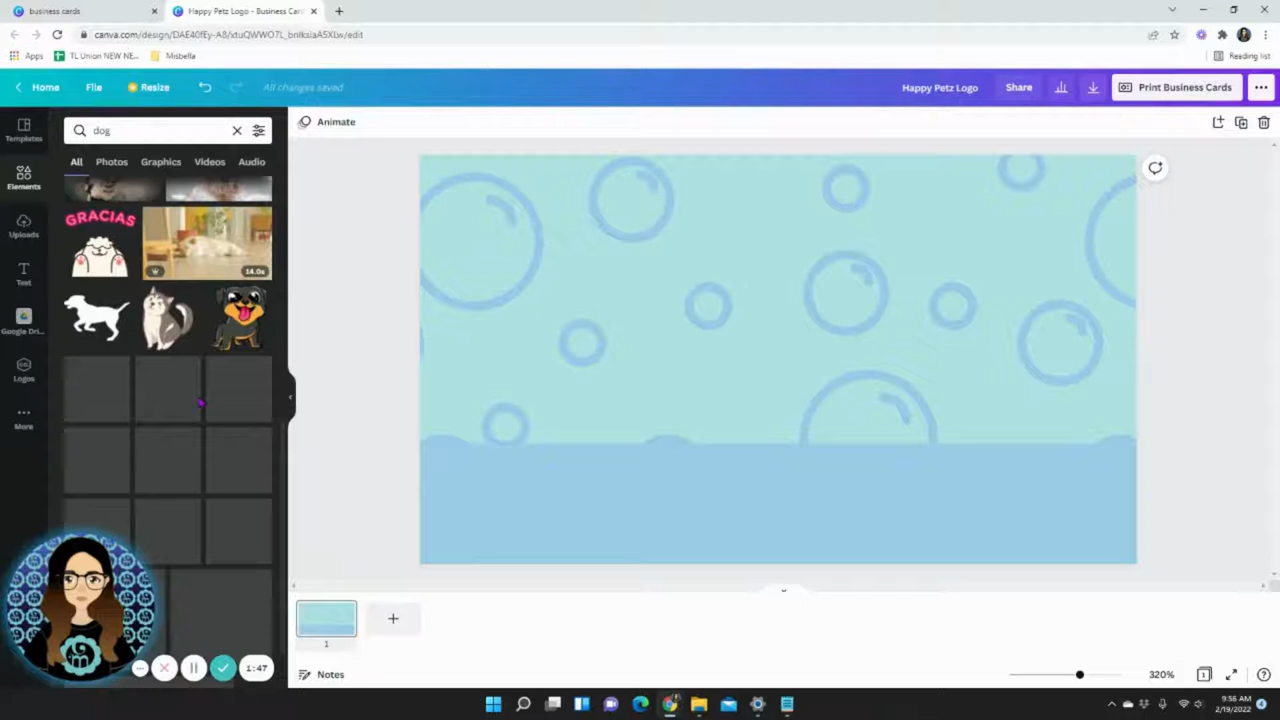 business cards
Happy Petz Logo - Business Car
canva.com/design/DAE40fEy-A8/xtuQWWO7L_bnIksiaA5XLw/edit
Apps
TL Union NEW NE...
Misbella
Reading list
Home
File
Resize
All changes saved
Happy Petz Logo
Share
Print Business Cards
Templates
dog
Animate
All
Photos
Graphics
Videos
Audio
Elements
GRACIAS
Uploads
14.0s
Text
Google Dri...
Logos
More
1
1:47
Notes
320%
1
9:56 AM
2/19/2022